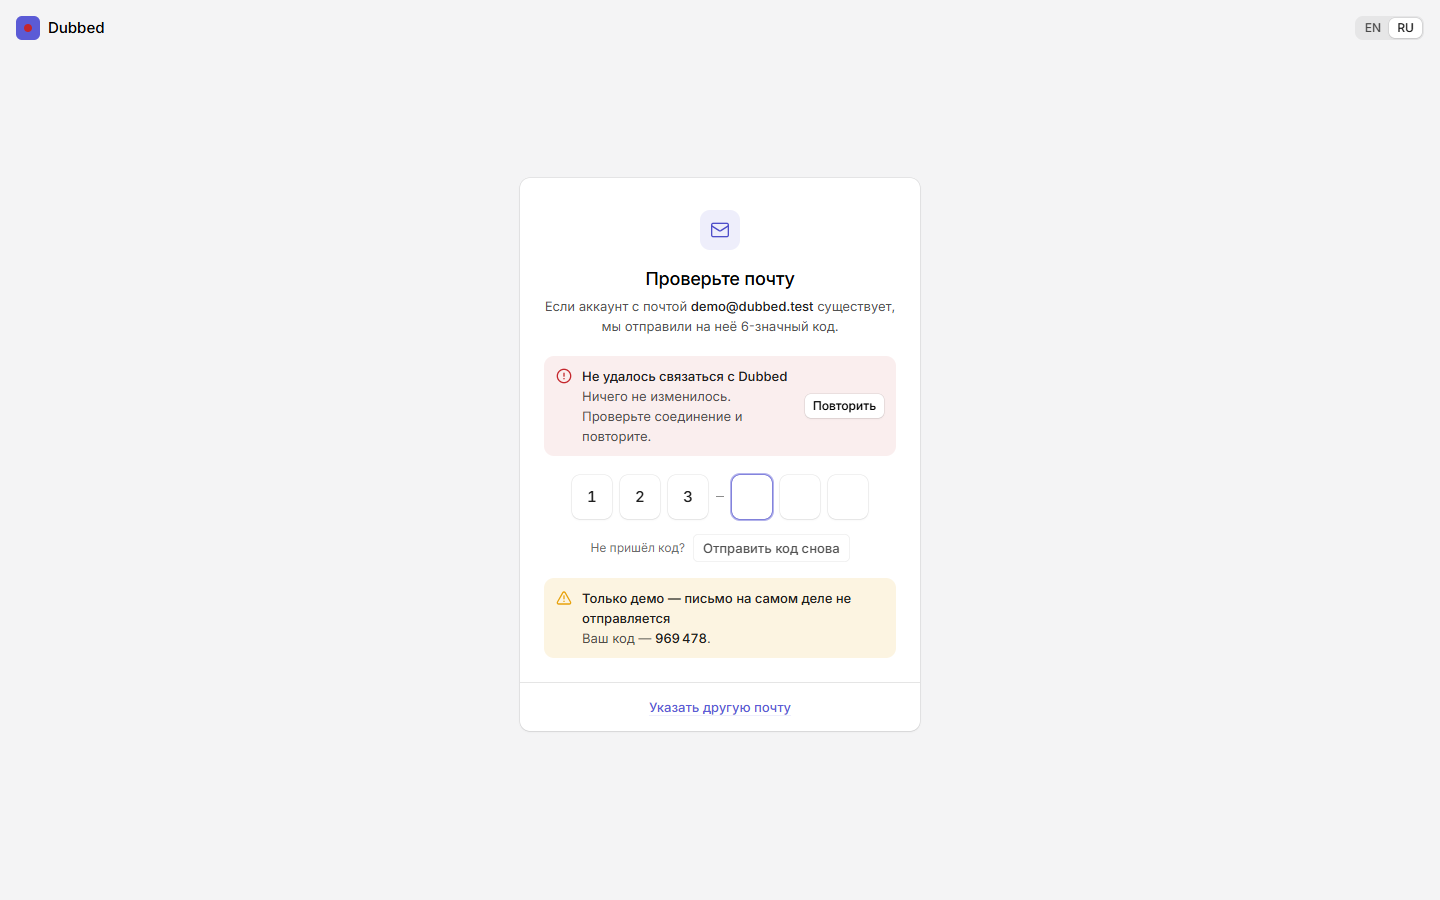 Dubbed
EN RU
Проверьте почту
Если аккаунт с почтой demo@dubbed.test существует,
мы отправили на неё 6-значный код.
Не удалось связаться с Dubbed
Ничего не изменилось.
Проверьте соединение и
повторите.
Повторить
1 2 3 –
Не пришёл код? Отправить код снова
Только демо — письмо на самом деле не
отправляется
Ваш код — 969 478.
Указать другую почту